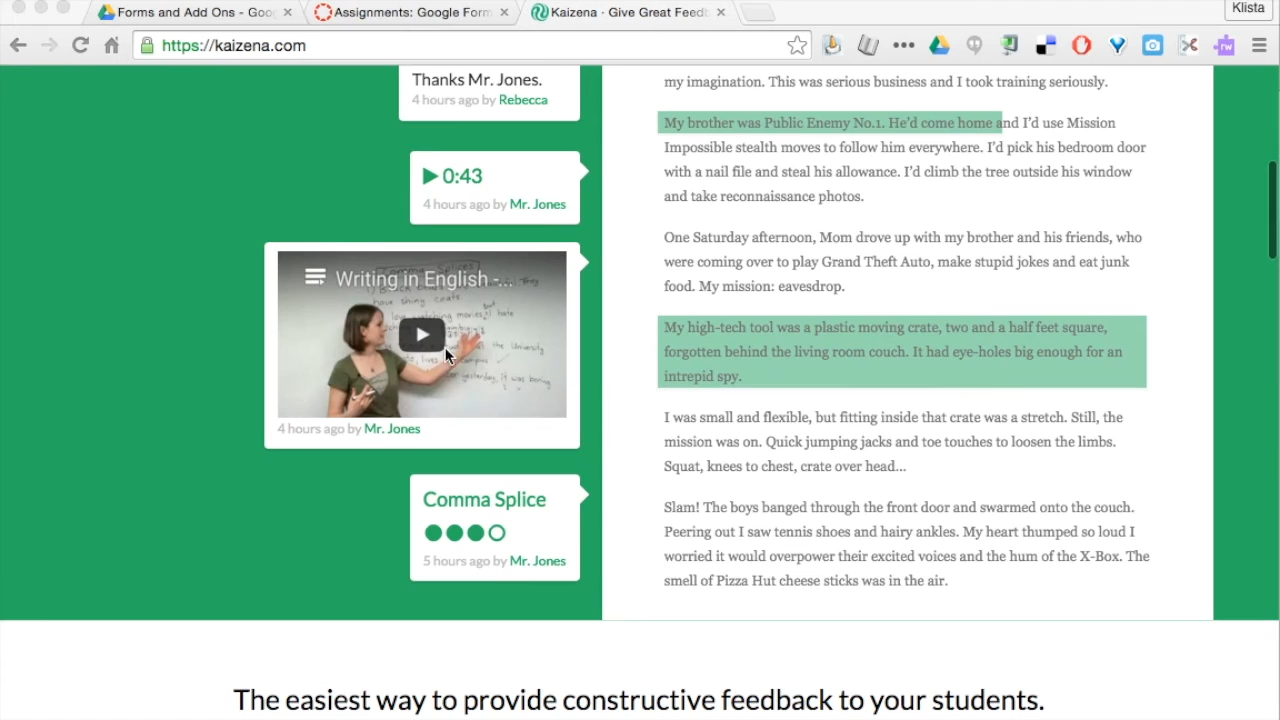 Forms and Add Ons - Goo
Assignments: Google Form
Kaizena · Give Great Feedb
Klista
https://kaizena.com
Thanks Mr. Jones.
4 hours ago by Rebecca
0:43
4 hours ago by Mr. Jones
Writing in English -...
4 hours ago by Mr. Jones
Comma Splice
5 hours ago by Mr. Jones
my imagination. This was serious business and I took training seriously.
My brother was Public Enemy No.1. He’d come home and I’d use Mission
Impossible stealth moves to follow him everywhere. I’d pick his bedroom door
with a nail file and steal his allowance. I’d climb the tree outside his window
and take reconnaissance photos.
One Saturday afternoon, Mom drove up with my brother and his friends, who
were coming over to play Grand Theft Auto, make stupid jokes and eat junk
food. My mission: eavesdrop.
My high-tech tool was a plastic moving crate, two and a half feet square,
forgotten behind the living room couch. It had eye-holes big enough for an
intrepid spy.
I was small and flexible, but fitting inside that crate was a stretch. Still, the
mission was on. Quick jumping jacks and toe touches to loosen the limbs.
Squat, knees to chest, crate over head...
Slam! The boys banged through the front door and swarmed onto the couch.
Peering out I saw tennis shoes and hairy ankles. My heart thumped so loud I
worried it would overpower their excited voices and the hum of the X-Box. The
smell of Pizza Hut cheese sticks was in the air.
The easiest way to provide constructive feedback to your students.